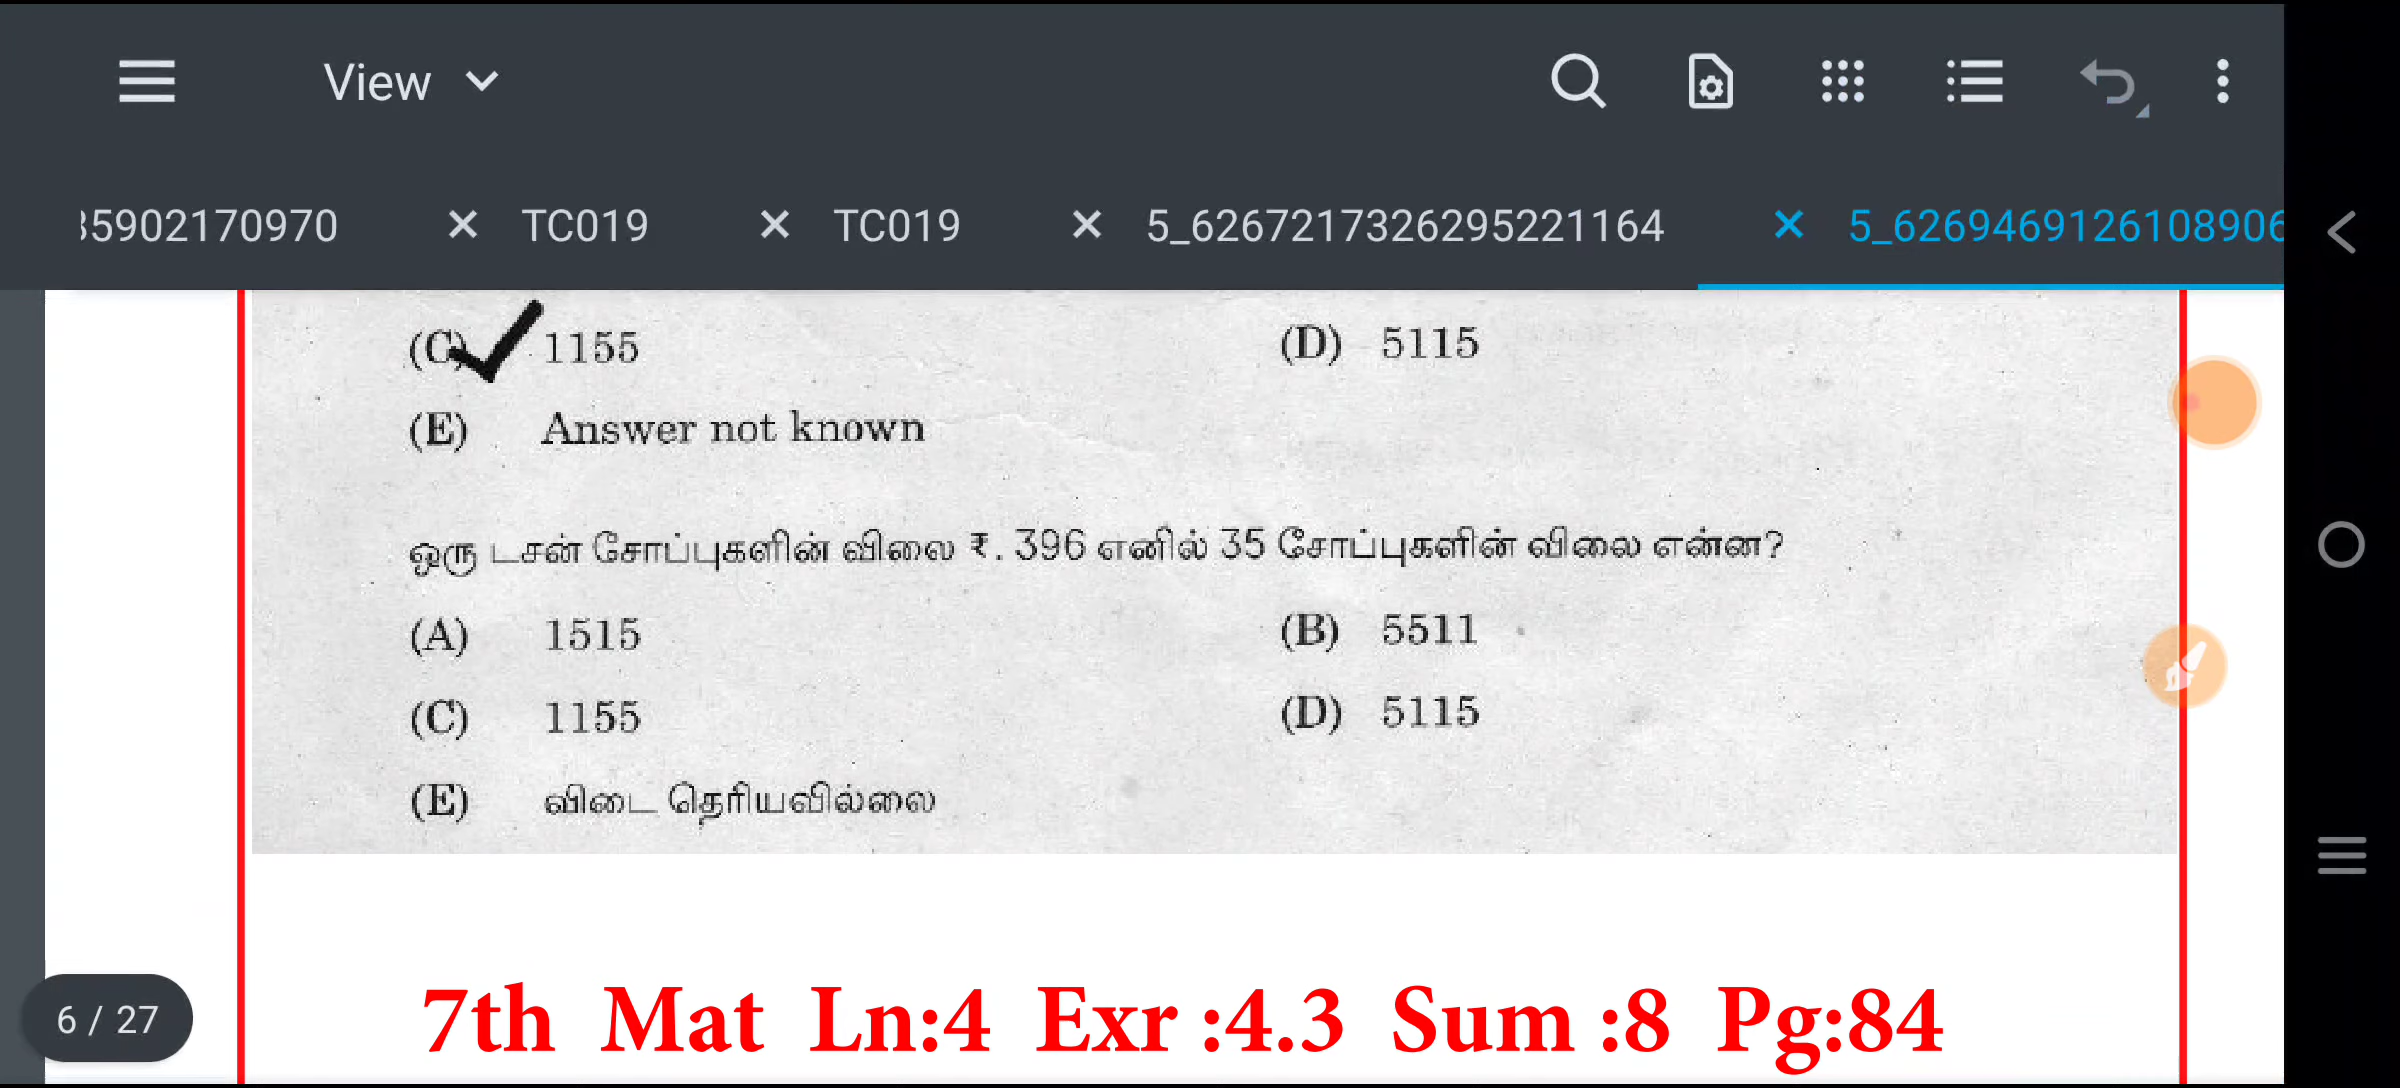 View
35902170970 × TC019 × TC019 × 5_6267217326295221164 × 5_6269469126108906
(C) 1155 (D) 5115
(E) Answer not known
ஒரு டசன் சோப்புகளின் விலை ₹. 396 எனில் 35 சோப்புகளின் விலை என்ன?
(A) 1515 (B) 5511
(C) 1155 (D) 5115
(E) விடை தெரியவில்லை
6 / 27
7th Mat Ln:4 Exr :4.3 Sum :8 Pg:84